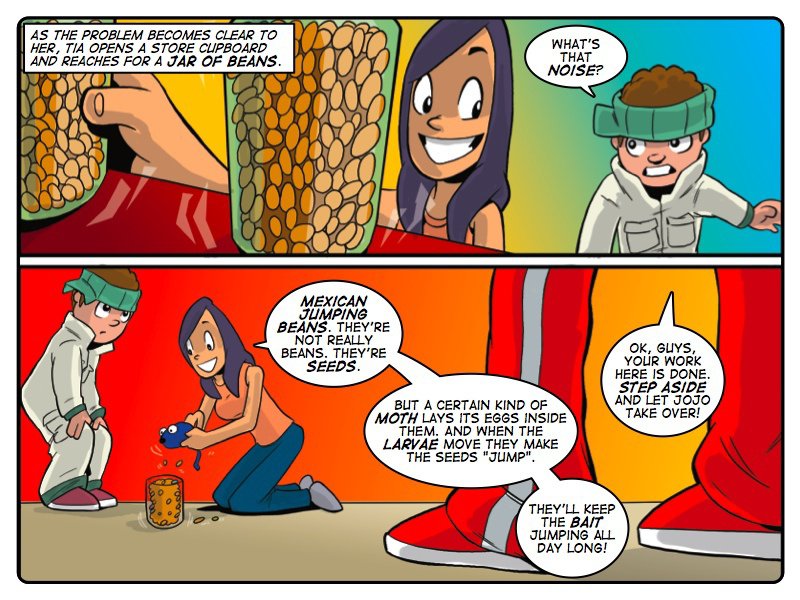 AS THE PROBLEM BECOMES CLEAR TO
HER, TIA OPENS A STORE CUPBOARD
AND REACHES FOR A JAR OF BEANS.
WHAT'S
THAT
NOISE?
MEXICAN
JUMPING
BEANS. THEY'RE
NOT REALLY
BEANS. THEY'RE
SEEDS.
BUT A CERTAIN KIND OF
MOTH LAYS ITS EGGS INSIDE
THEM. AND WHEN THE
LARVAE MOVE THEY MAKE
THE SEEDS "JUMP".
THEY'LL KEEP
THE BAIT
JUMPING ALL
DAY LONG!
OK, GUYS,
YOUR WORK
HERE IS DONE.
STEP ASIDE
AND LET JOJO
TAKE OVER!